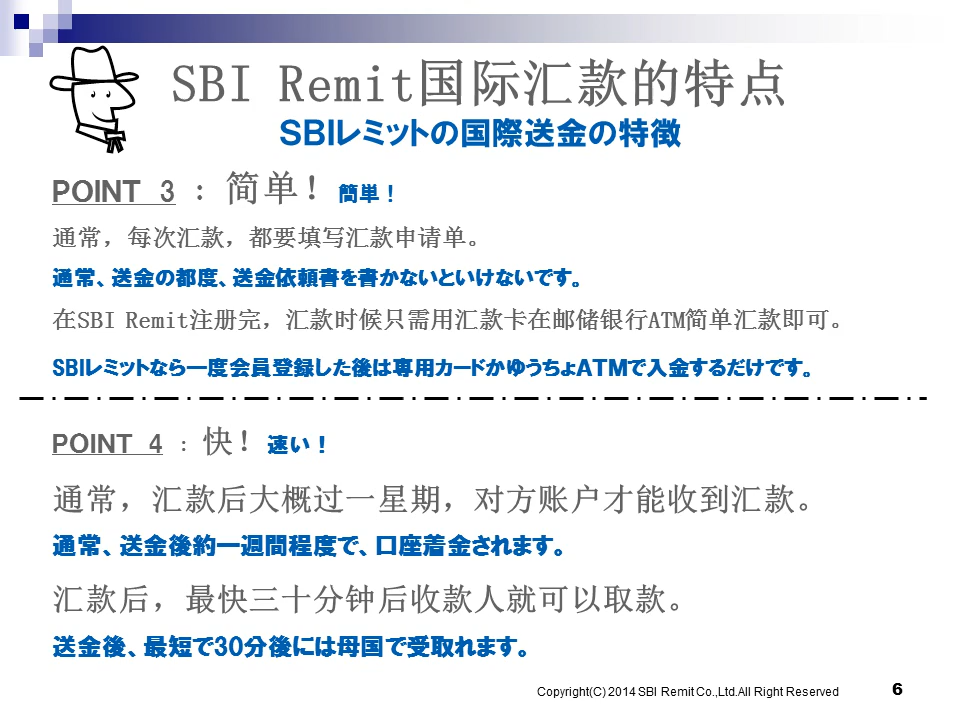 SBI Remit国际汇款的特点
SBIレミットの国際送金の特徴
POINT 3 : 简单！ 簡単！
通常，每次汇款，都要填写汇款申请单。
通常、送金の都度、送金依頼書を書かないといけないです。
在SBI Remit注册完，汇款时候只需用汇款卡在邮储银行ATM简单汇款即可。
SBIレミットなら一度会員登録した後は専用カードかゆうちょATMで入金するだけです。
POINT 4 : 快！ 速い！
通常，汇款后大概过一星期，对方账户才能收到汇款。
通常、送金後約一週間程度で、口座着金されます。
汇款后，最快三十分钟后收款人就可以取款。
送金後、最短で30分後には母国で受取れます。
Copyright(C) 2014 SBI Remit Co.,Ltd.All Right Reserved
6